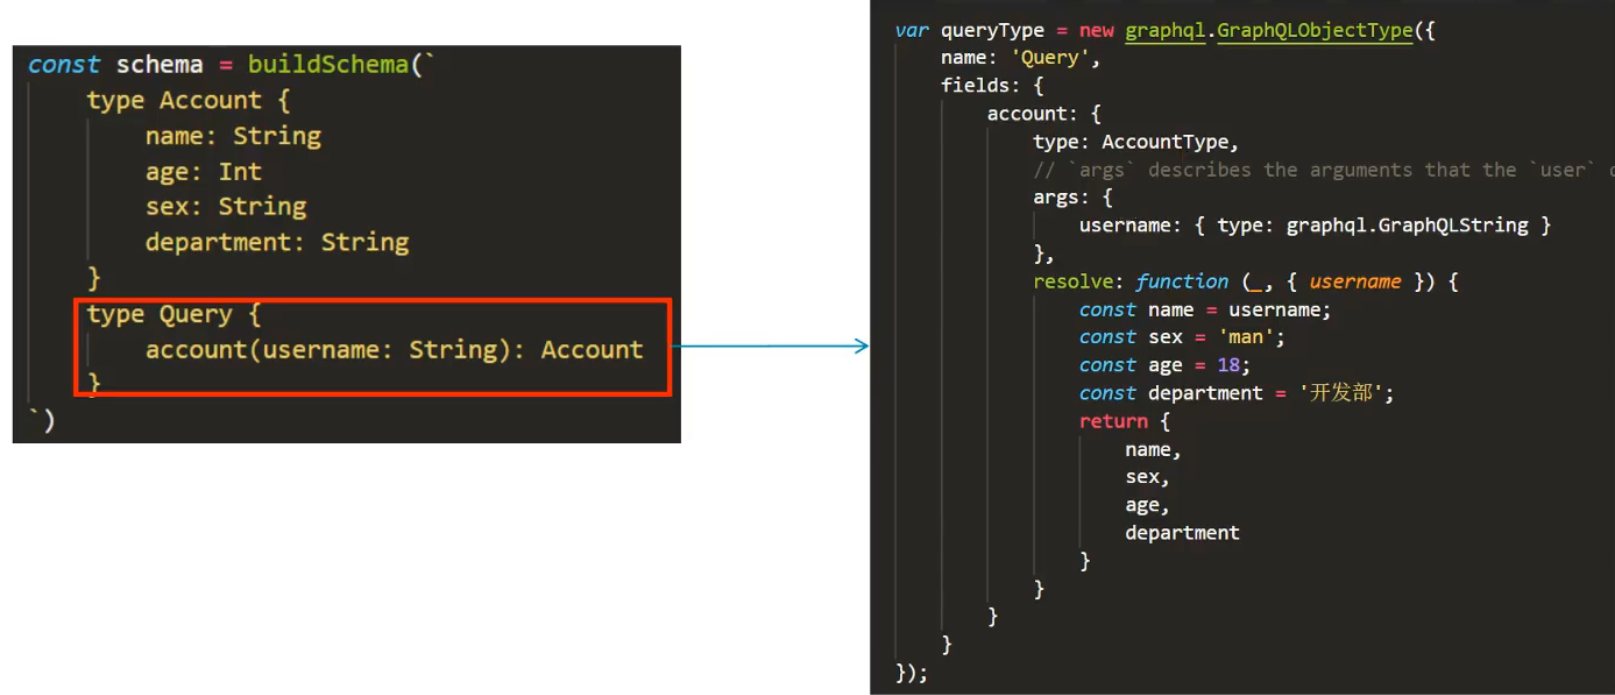 const schema = buildSchema(`
    type Account {
        name: String
        age: Int
        sex: String
        department: String
    }
    type Query {
        account(username: String): Account
    }
`)
var queryType = new graphql.GraphQLObjectType({
    name: 'Query',
    fields: {
        account: {
            type: AccountType,
            // `args` describes the arguments that the `user`
            args: {
                username: { type: graphql.GraphQLString }
            },
            resolve: function (_, { username }) {
                const name = username;
                const sex = 'man';
                const age = 18;
                const department = '开发部';
                return {
                    name,
                    sex,
                    age,
                    department
                }
            }
        }
    }
});